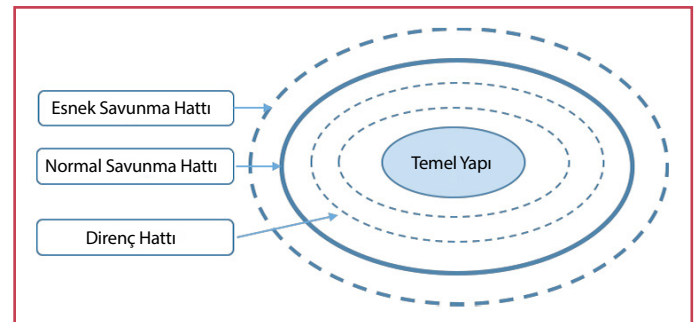 Esnek Savunma Hattı
Normal Savunma Hattı
Temel Yapı
Direnç Hattı